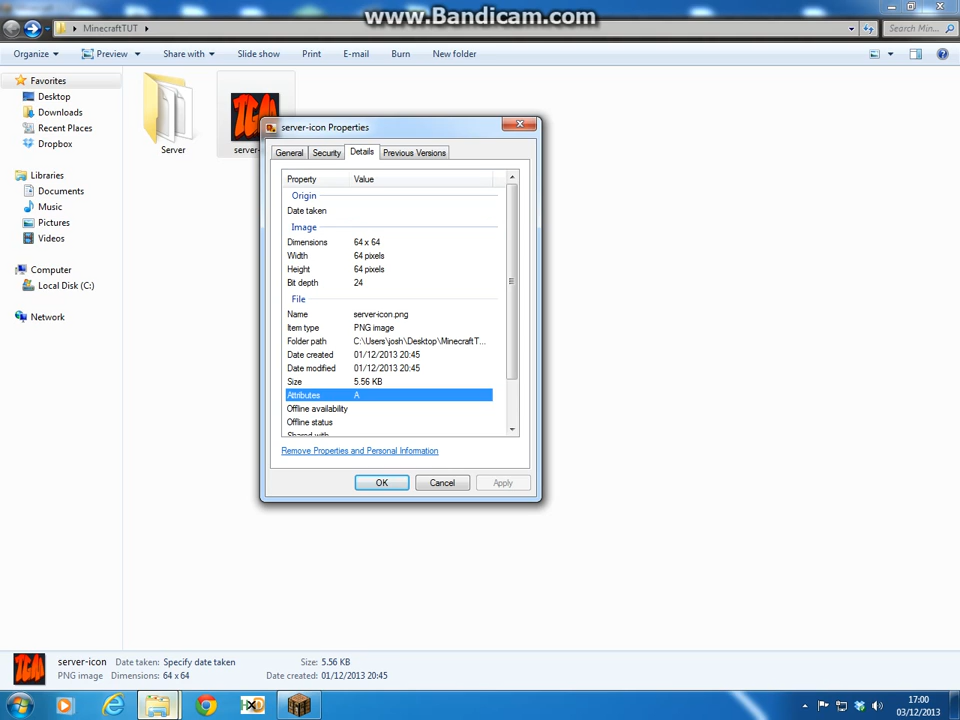 www.Bandicam.com
MinecraftTUT
Search Min...
Organize
Preview
Share with
Slide show
Print
E-mail
Burn
New folder
Favorites
Desktop
Downloads
Recent Places
Dropbox
Libraries
Documents
Music
Pictures
Videos
Computer
Local Disk (C:)
Network
Server
TGM
server-
server-icon Properties
General
Security
Details
Previous Versions
Property Value
Origin
Date taken
Image
Dimensions 64 x 64
Width 64 pixels
Height 64 pixels
Bit depth 24
File
Name server-icon.png
Item type PNG image
Folder path C:\Users\josh\Desktop\MinecraftT...
Date created 01/12/2013 20:45
Date modified 01/12/2013 20:45
Size 5.56 KB
Attributes A
Offline availability
Offline status
Shared with
Remove Properties and Personal Information
OK
Cancel
Apply
server-icon Date taken: Specify date taken Size: 5.56 KB
PNG image Dimensions: 64 x 64 Date created: 01/12/2013 20:45
17:00
03/12/2013